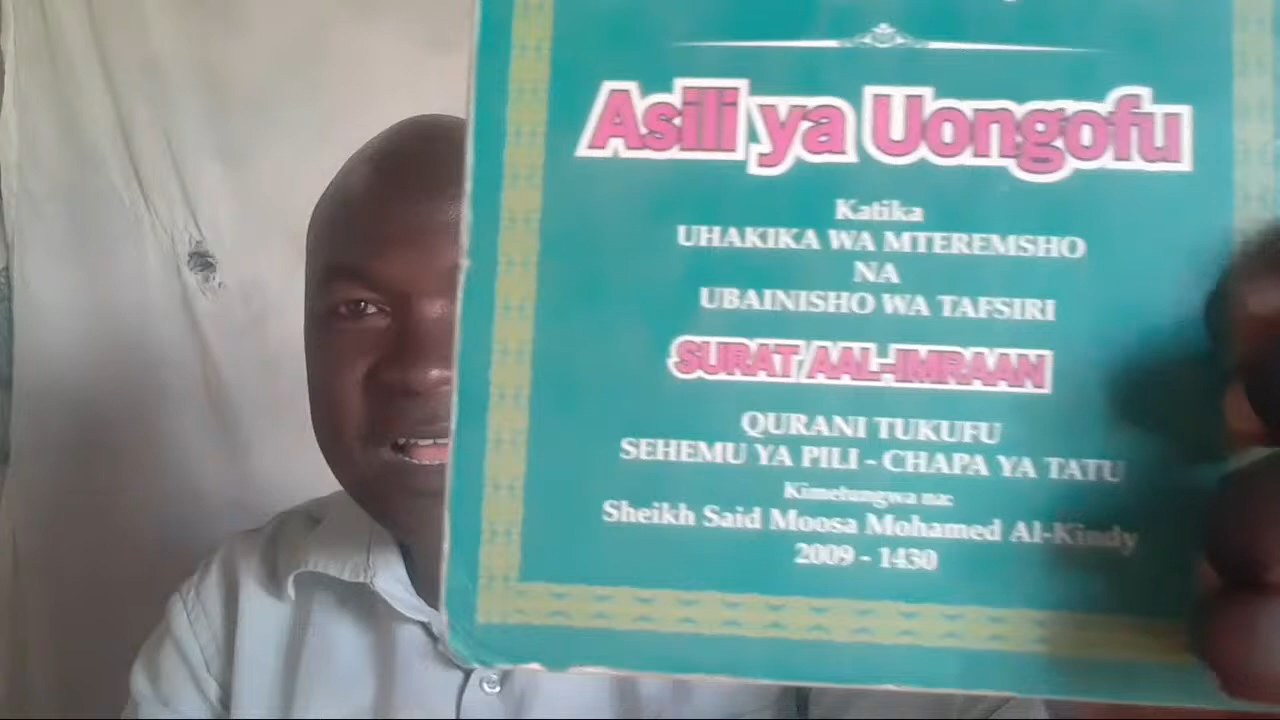 Asili ya Uongofu
Katika
UHAKIKA WA MTEREMSHO
NA
UBAINISHO WA TAFSIRI
SURAT AAL-IMRAAN
QURANI TUKUFU
SEHEMU YA PILI - CHAPA YA TATU
Kimetungwa na:
Sheikh Said Moosa Mohamed Al-Kindy
2009 - 1430